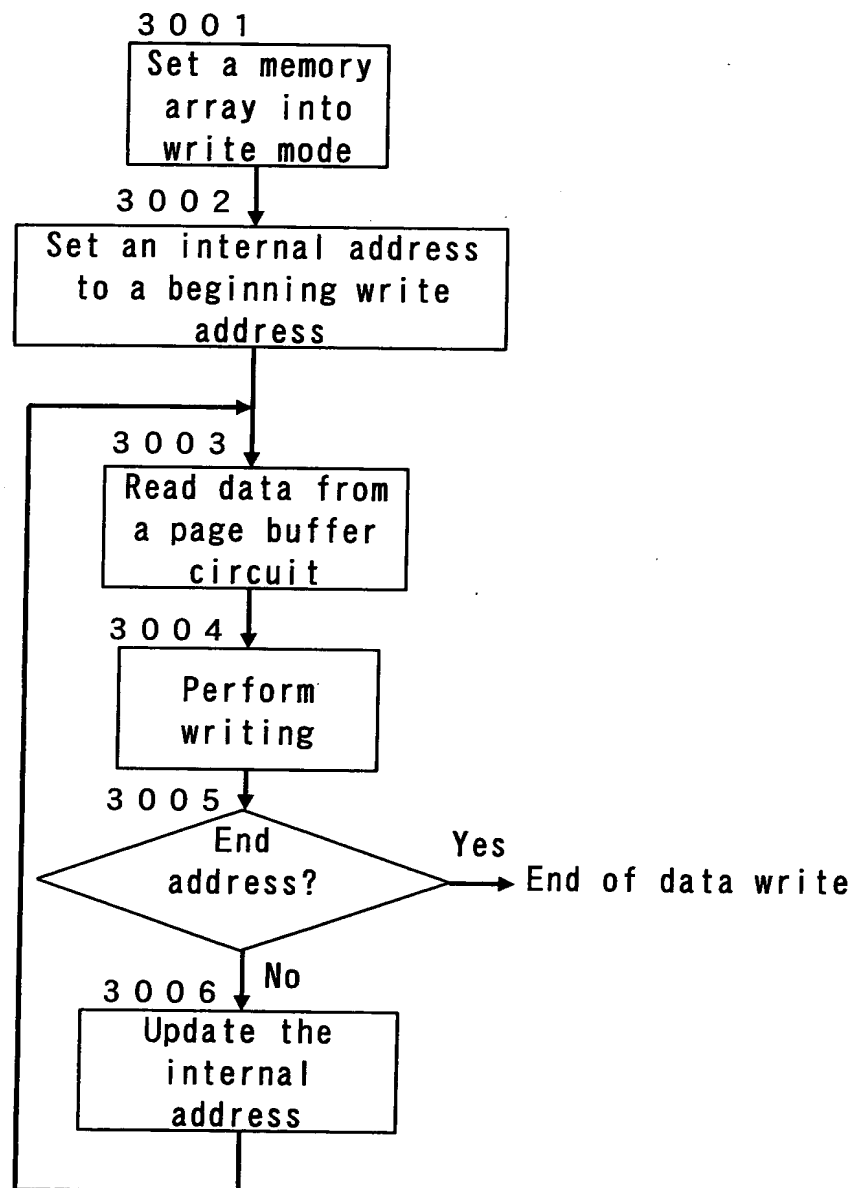 3001
Set a memory
array into
write mode
3002
Set an internal address
to a beginning write
address
3003
Read data from
a page buffer
circuit
3004
Perform
writing
3005
End
address?
Yes
End of data write
No
3006
Update the
internal
address